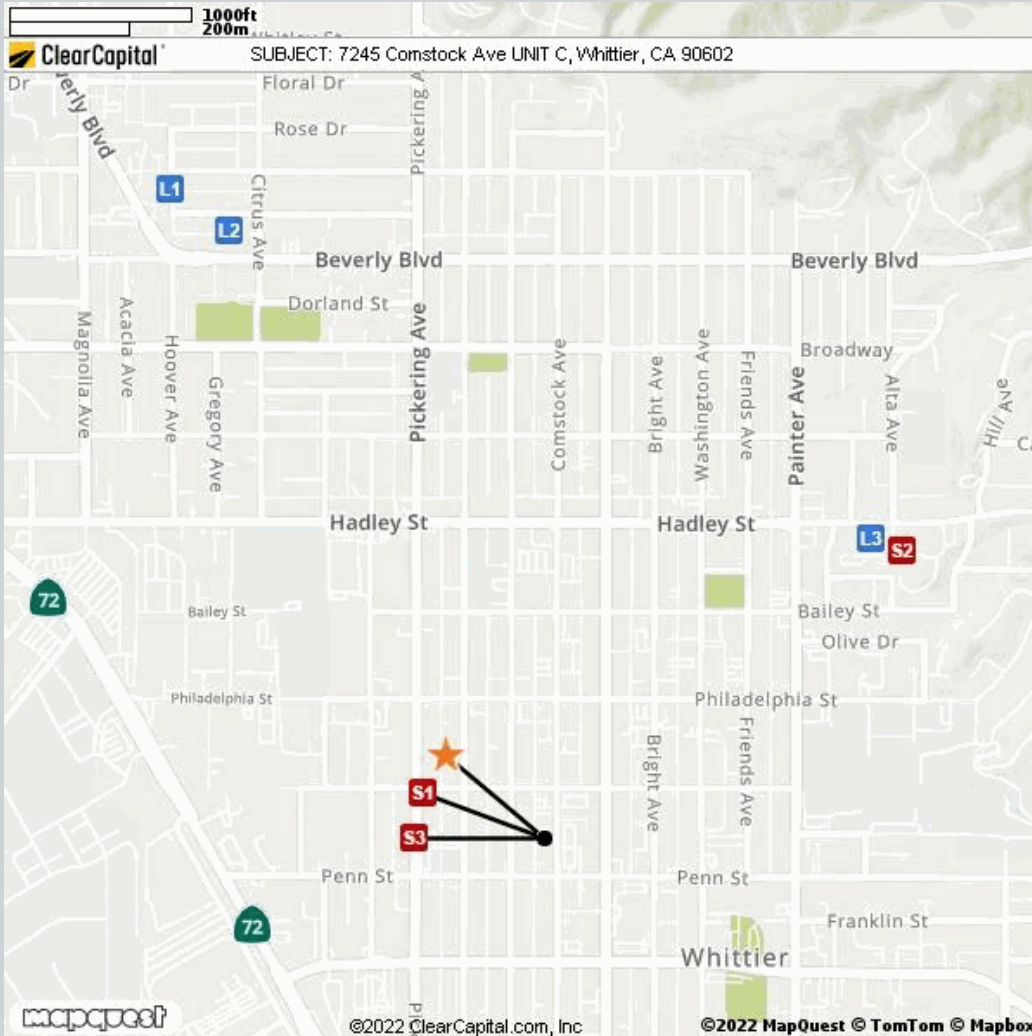 1000ft
200m
Whitley St
ClearCapital
SUBJECT: 7245 Comstock Ave UNIT C, Whittier, CA 90602
Dr
Floral Dr
Beverly Blvd
Pickering A
Rose Dr
L1
Citrus Ave
L2
Beverly Blvd
Beverly Blvd
Dorland St
Magnolia Ave
Acacia Ave
Hoover Ave
Gregory Ave
Pickering Ave
Comstock Ave
Bright Ave
Washington Ave
Friends Ave
Painter Ave
Broadway
Alta Ave
Hill Ave
Hadley St
Hadley St
L3
S2
72
Bailey St
Bailey St
Olive Dr
Philadelphia St
Philadelphia St
Bright Ave
Friends Ave
S1
S3
Penn St
Penn St
72
Franklin St
Whittier
mapquest
©2022 ClearCapital.com, Inc
©2022 MapQuest © TomTom © Mapbox